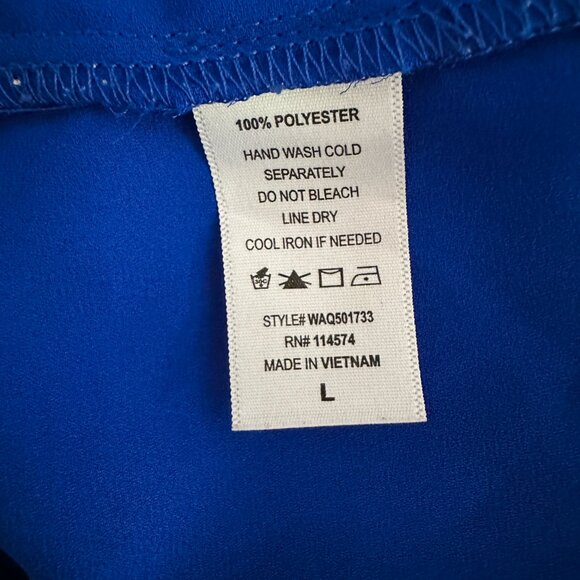 100% POLYESTER
HAND WASH COLD
SEPARATELY
DO NOT BLEACH
LINE DRY
COOL IRON IF NEEDED
30C
STYLE# WAQ501733
RN# 114574
MADE IN VIETNAM
L